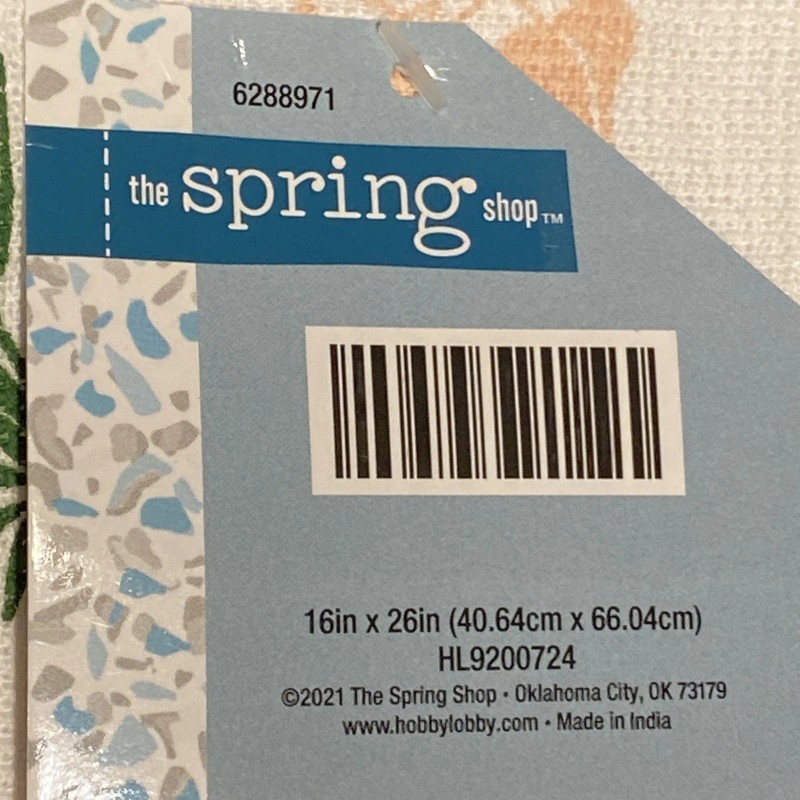 6288971
the spring shop™
16in x 26in (40.64cm x 66.04cm)
HL9200724
©2021 The Spring Shop • Oklahoma City, OK 73179
www.hobbylobby.com • Made in India